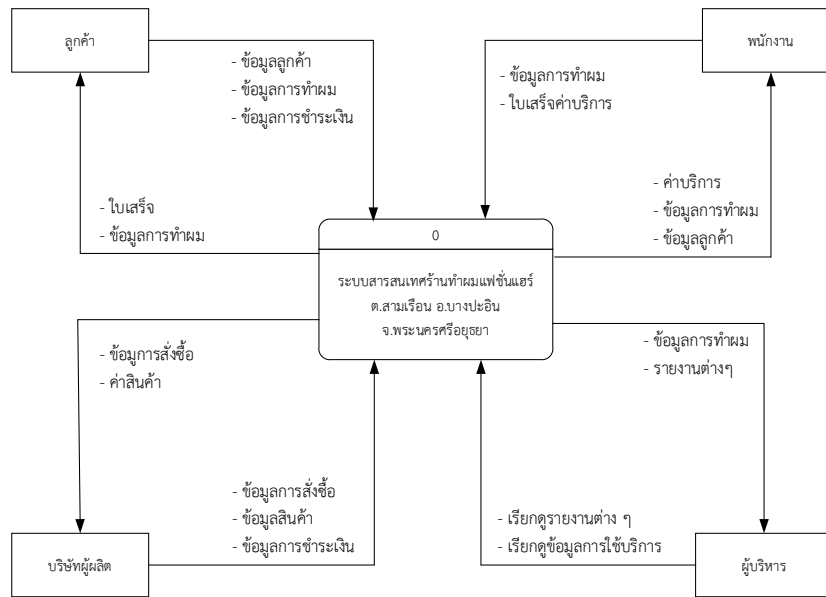 ลูกค้า
พนักงาน
- ข้อมูลลูกค้า
- ข้อมูลการทำผม
- ข้อมูลการชำระเงิน
- ข้อมูลการทำผม
- ใบเสร็จค่าบริการ
- ใบเสร็จ
- ข้อมูลการทำผม
- ค่าบริการ
- ข้อมูลการทำผม
- ข้อมูลลูกค้า
0
ระบบสารสนเทศร้านทำผมแฟชั่นแฮร์
ต.สามเรือน อ.บางปะอิน
จ.พระนครศรีอยุธยา
- ข้อมูการสั่งซื้อ
- ค่าสินค้า
- ข้อมูลการทำผม
- รายงานต่างๆ
- ข้อมูลการสั่งซื้อ
- ข้อมูลสินค้า
- ข้อมูลการชำระเงิน
- เรียกดูรายงานต่าง ๆ
- เรียกดูข้อมูลการใช้บริการ
บริษัทผู้ผลิต
ผู้บริหาร